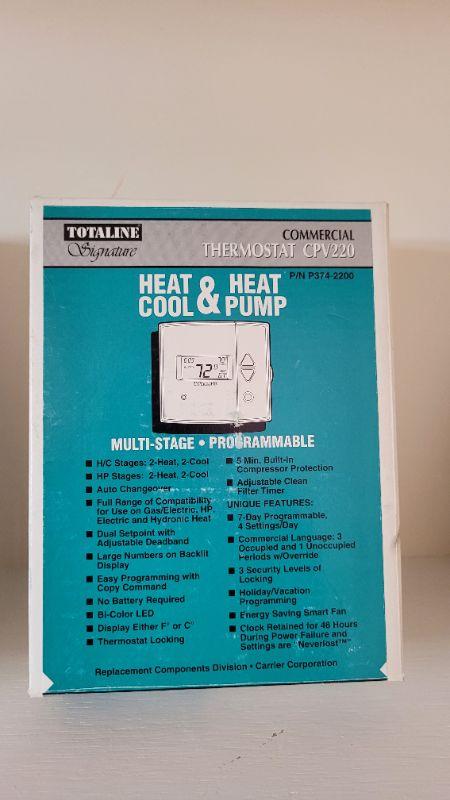 TOTALINE
Signature
COMMERCIAL
THERMOSTAT CPV220
P/N P374-2200
HEAT & HEAT
COOL PUMP
72°
MULTI-STAGE • PROGRAMMABLE
■ H/C Stages: 2-Heat, 2-Cool
■ HP Stages: 2-Heat, 2-Cool
■ Auto Changeover
■ Full Range of Compatibility
for Use on Gas/Electric, HP,
Electric and Hydronic Heat
■ Dual Setpoint with
Adjustable Deadband
■ Large Numbers on Backlit
Display
■ Easy Programming with
Copy Command
■ No Battery Required
■ Bi-Color LED
■ Display Either F° or C°
■ Thermostat Locking
■ 5 Min. Built-in
Compressor Protection
■ Adjustable Clean
Filter Timer
UNIQUE FEATURES:
■ 7-Day Programmable,
4 Settings/Day
■ Commercial Language: 3
Occupied and 1 Unoccupied
Periods w/Override
■ 3 Security Levels of
Locking
■ Holiday/Vacation
Programming
■ Energy Saving Smart Fan
■ Clock Retained for 48 Hours
During Power Failure and
Settings are "Neverlost™"
Replacement Components Division • Carrier Corporation